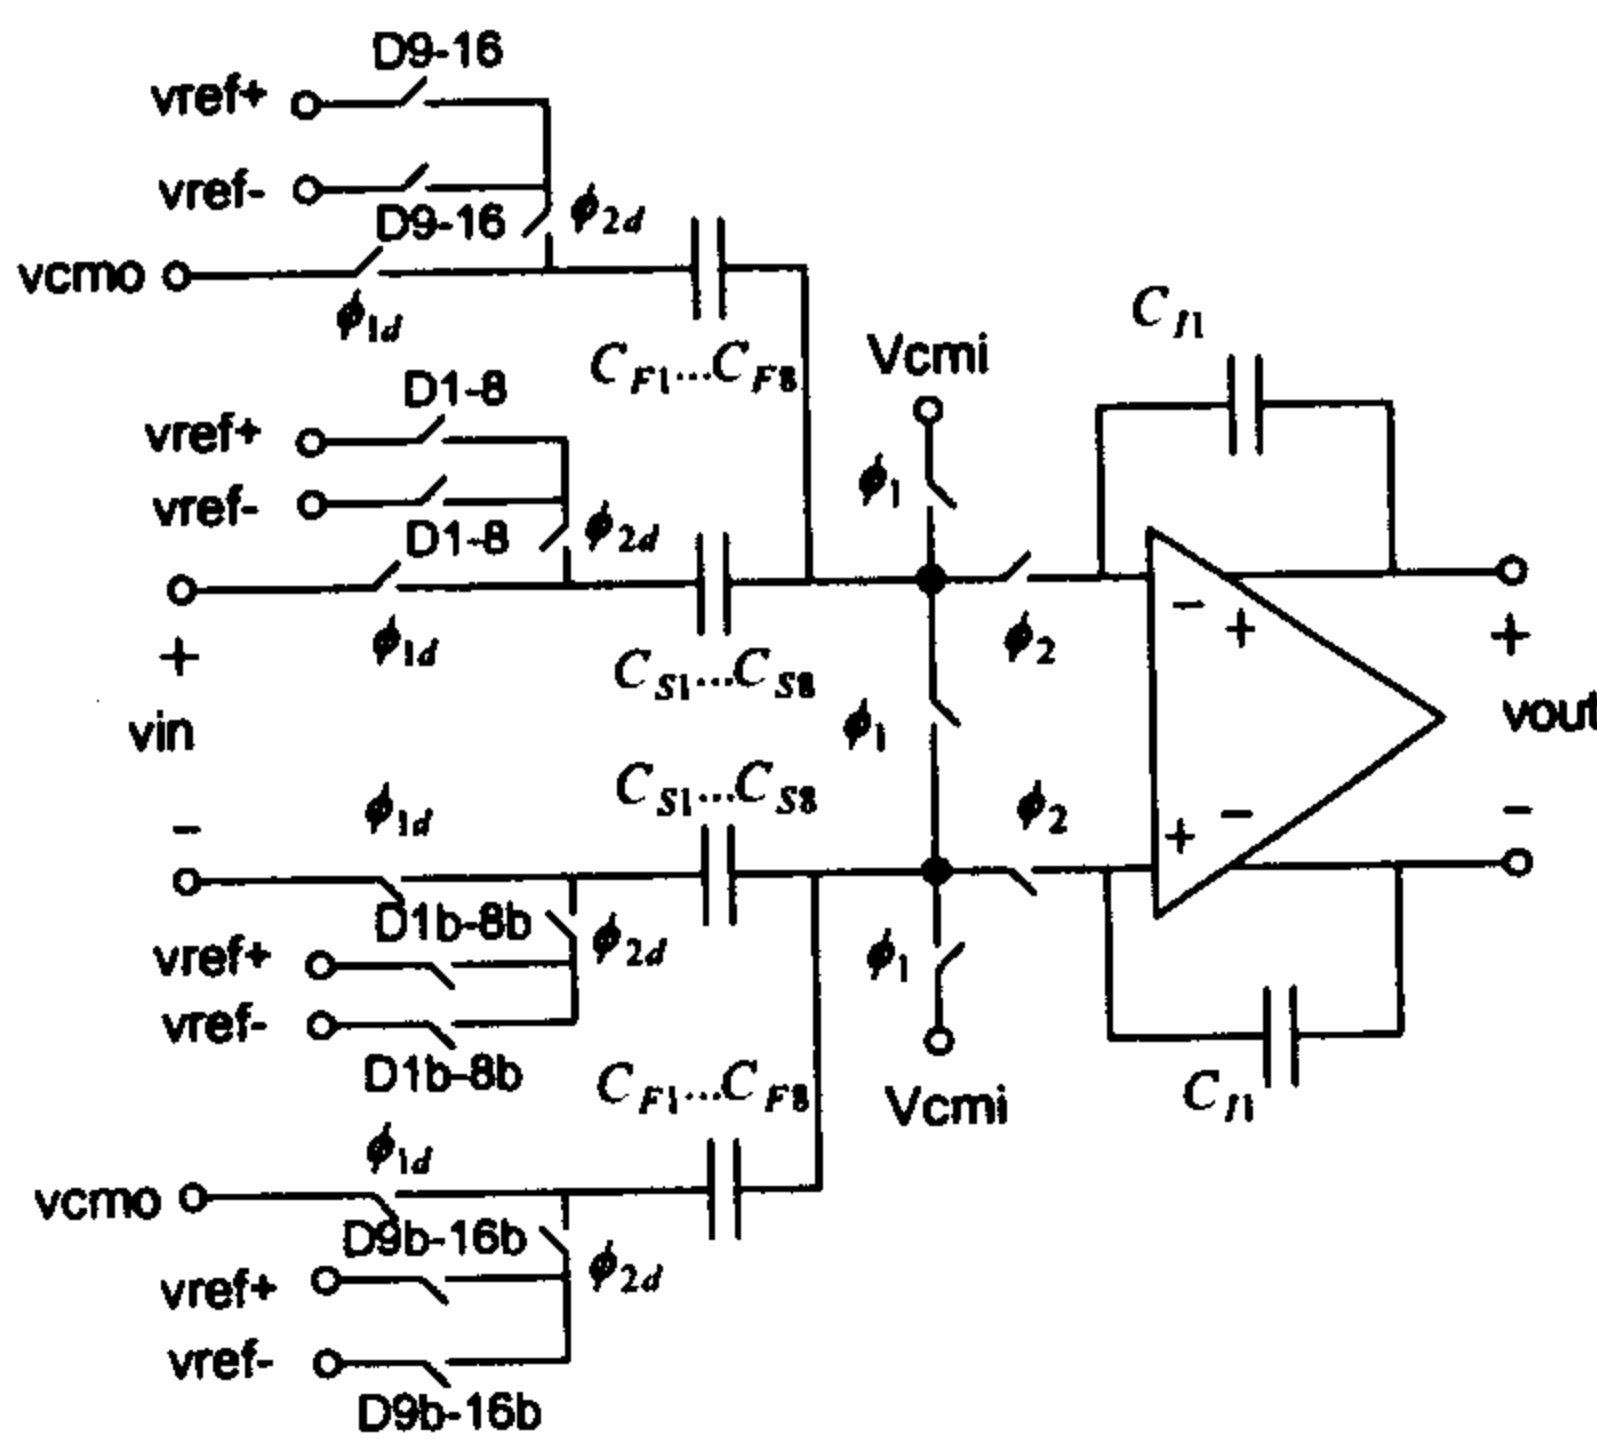 D9-16
vref+
vref-
D9-16
ϕ2d
vcmo
ϕ1d
CF1...CF8
CI1
Vcmi
D1-8
vref+
ϕ1
vref-
D1-8
ϕ2d
ϕ1d
ϕ2
- +
+
+
CS1...CS8
vin
ϕ1
vout
CS1...CS8
ϕ1d
ϕ2
-
+ -
-
D1b-8b
ϕ2d
vref+
ϕ1
vref-
D1b-8b
CF1...CF8
Vcmi
CI1
ϕ1d
vcmo
D9b-16b
ϕ2d
vref+
vref-
D9b-16b